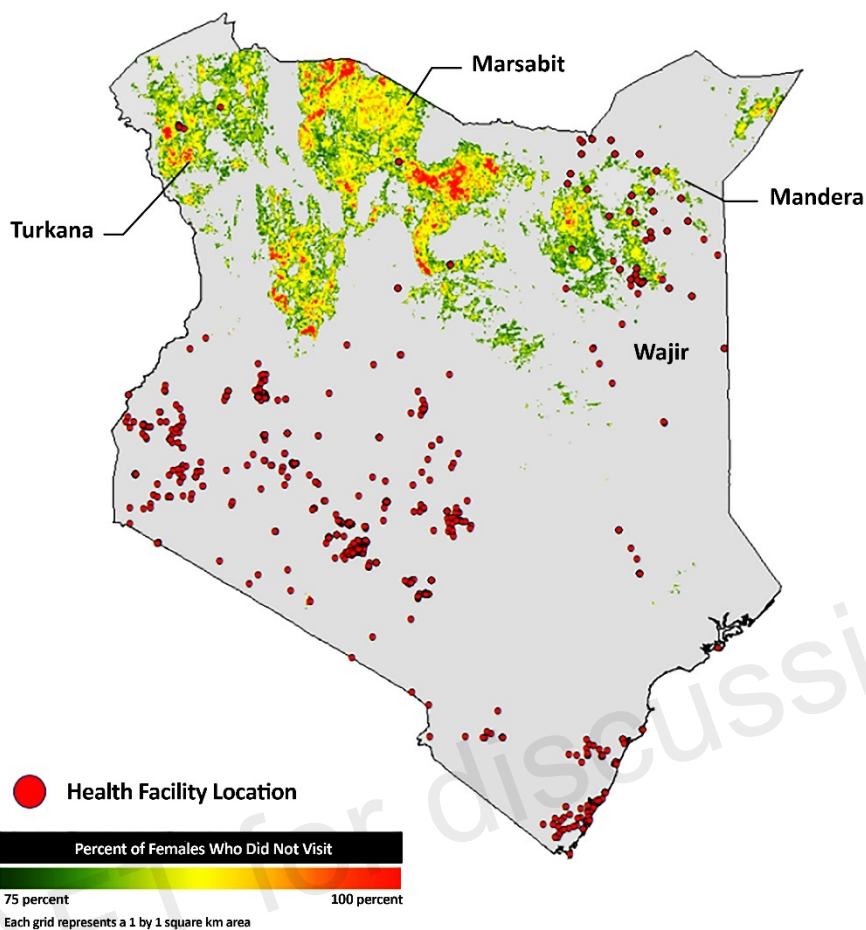 Marsabit
Mandera
Turkana
Wajir
Health Facility Location
Percent of Females Who Did Not Visit
75 percent
100 percent
Each grid represents a 1 by 1 square km area
for discussi